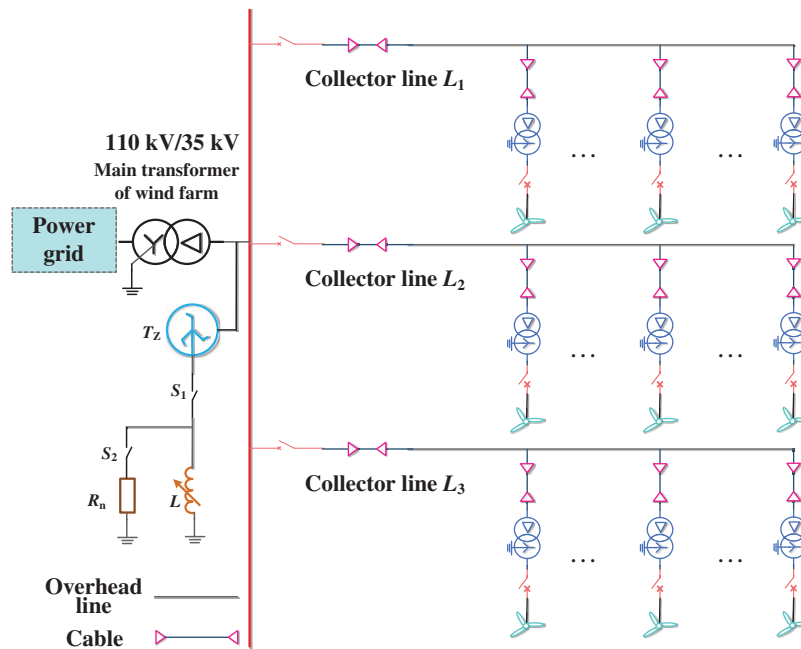 Collector line L1
110 kV/35 kV
Main transformer
of wind farm
...
...
Power
grid
Collector line L2
TZ
...
...
S1
S2
Collector line L3
Rn
L
...
...
Overhead
line
Cable